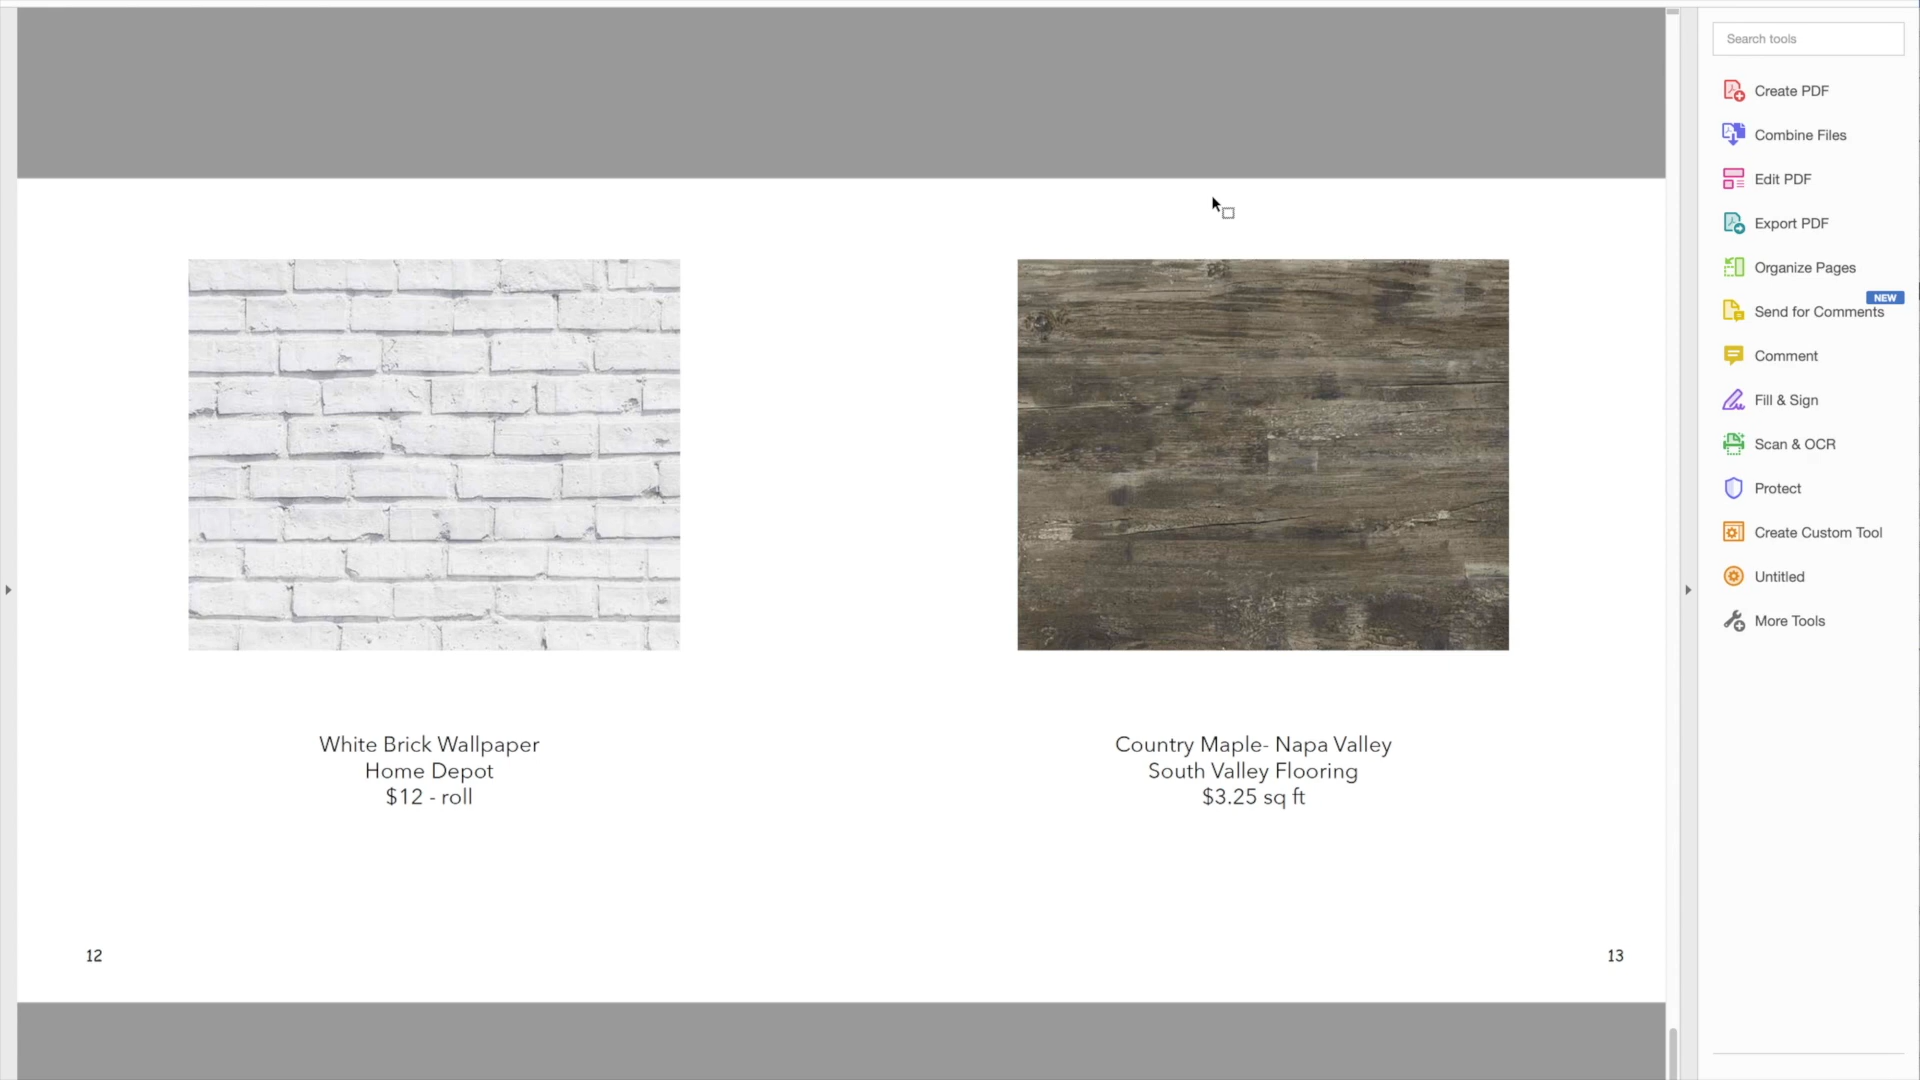 White Brick Wallpaper
Home Depot
$12 - roll
12
Country Maple- Napa Valley
South Valley Flooring
$3.25 sq ft
13
Search tools
Create PDF
Combine Files
Edit PDF
Export PDF
Organize Pages
NEW
Send for Comments
Comment
Fill & Sign
Scan & OCR
Protect
Create Custom Tool
Untitled
More Tools